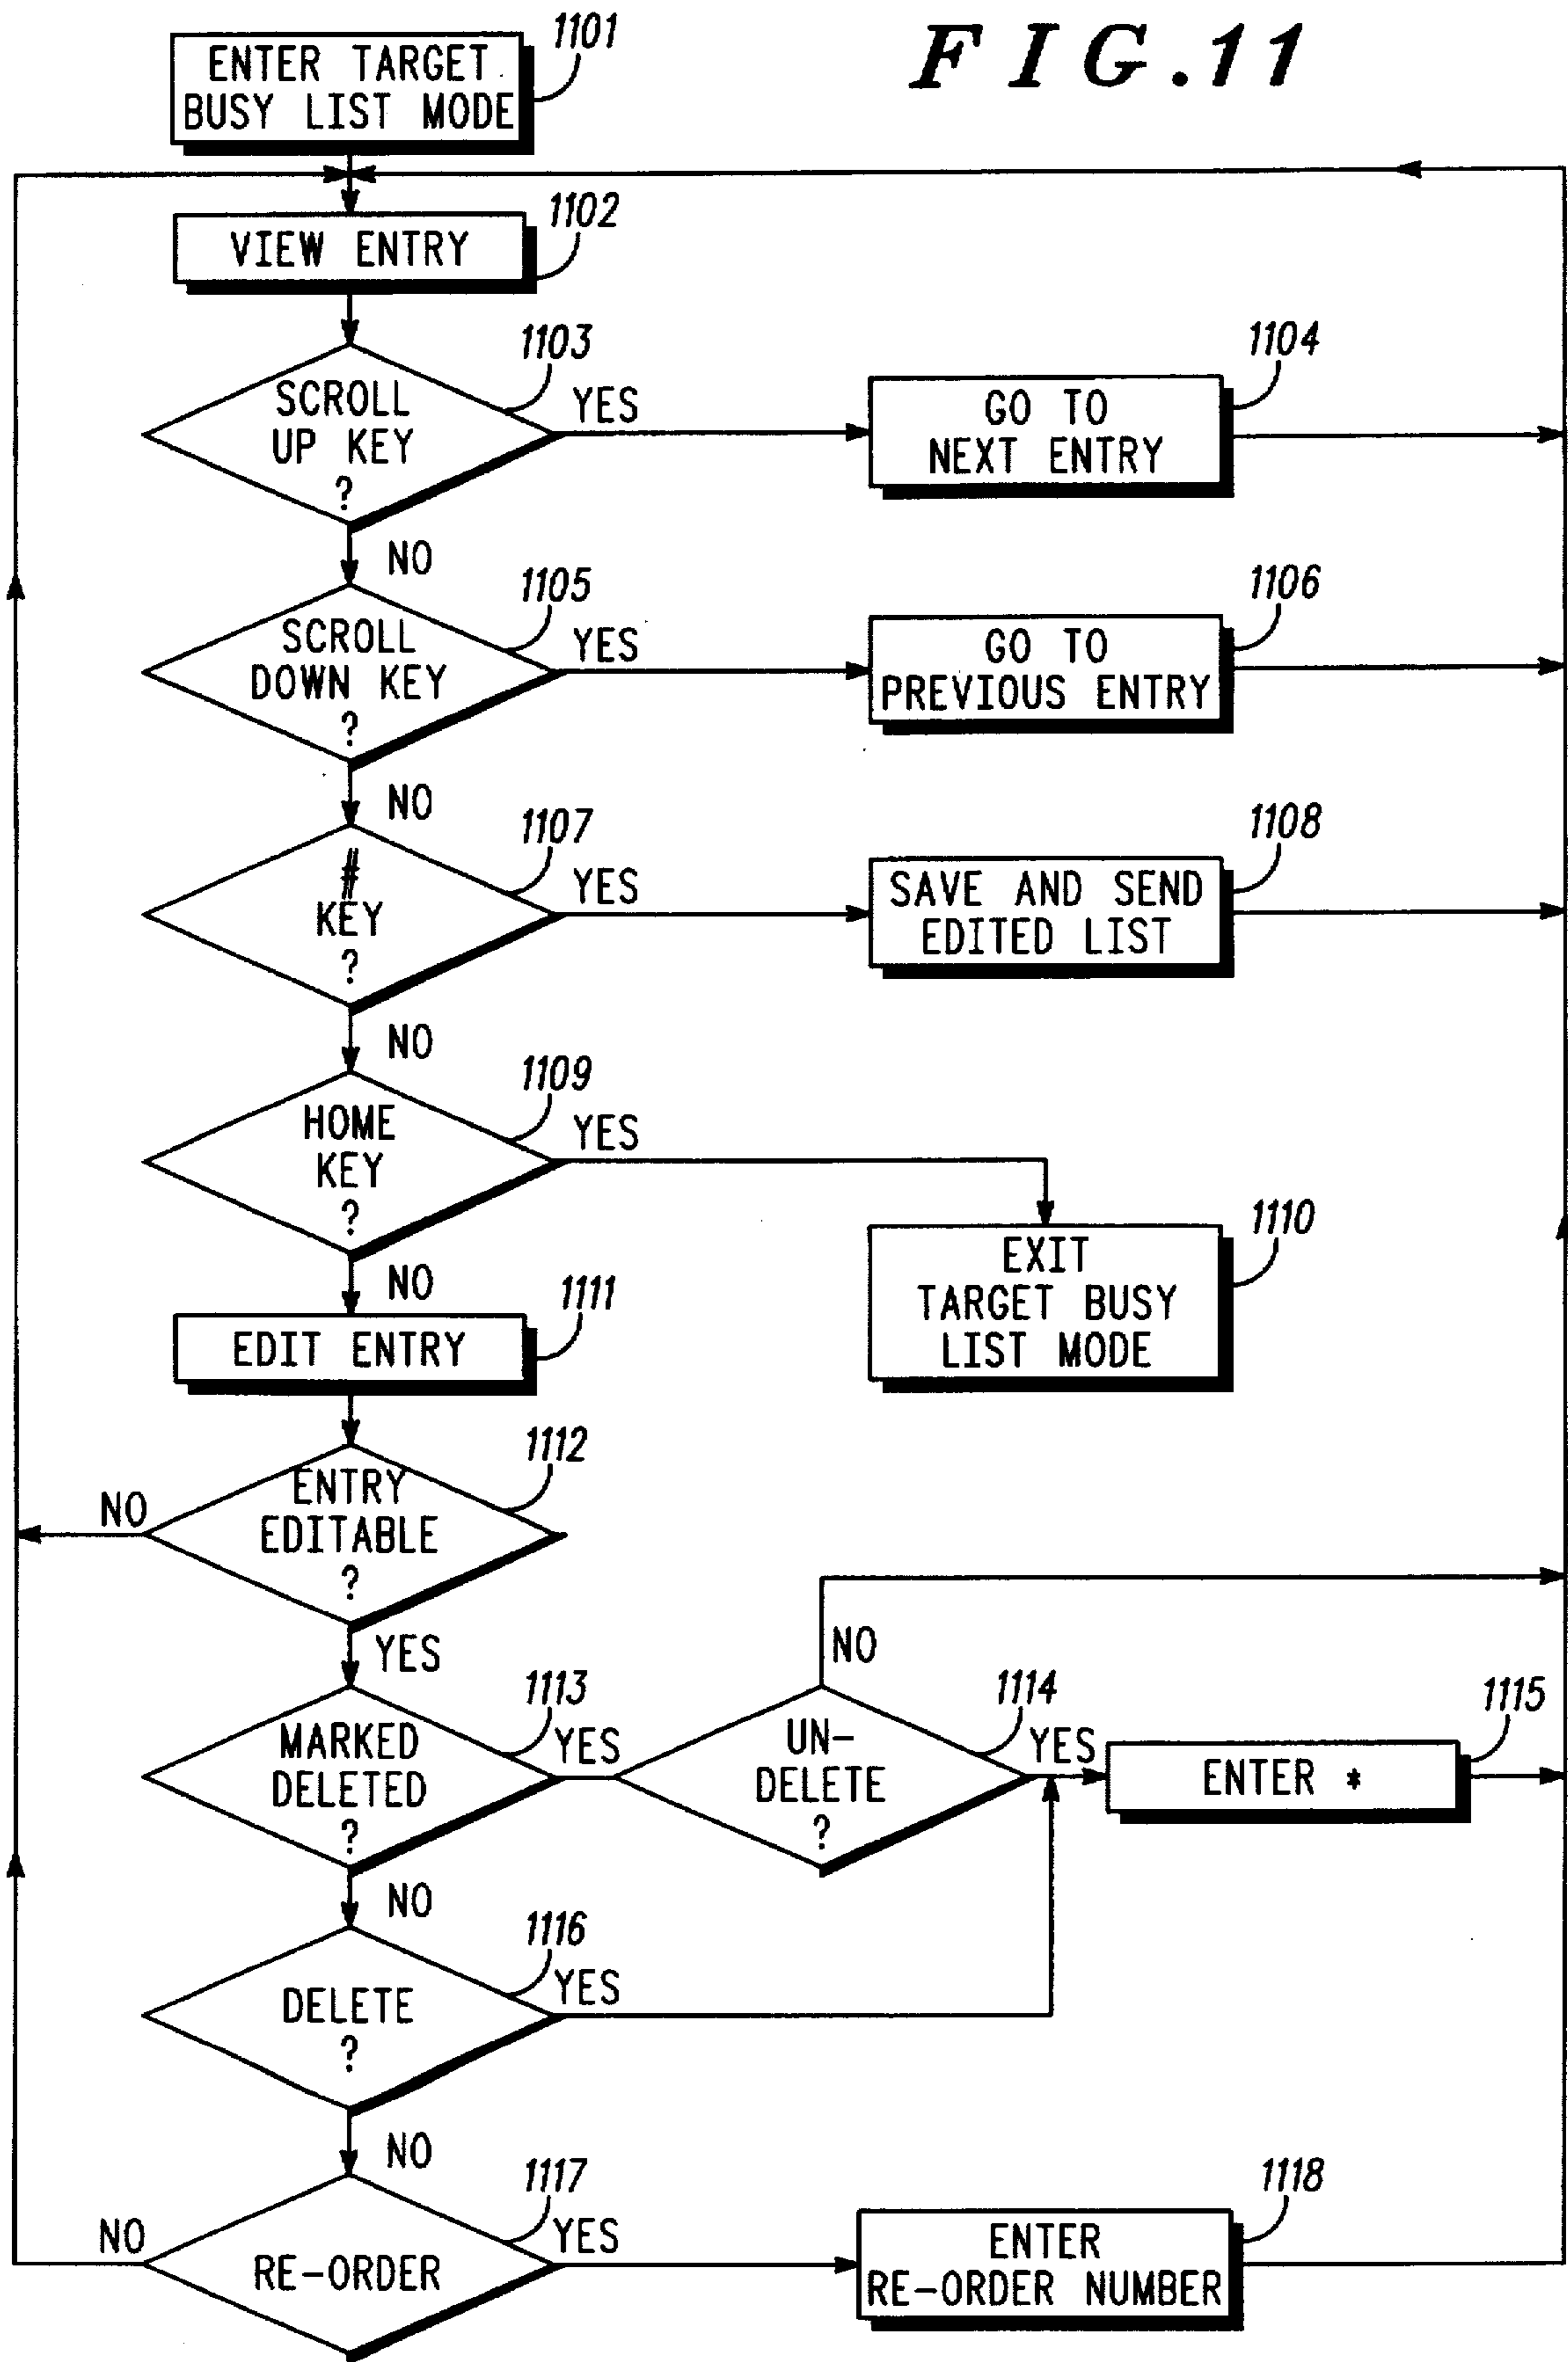 FIG.11
1101
ENTER TARGET
BUSY LIST MODE
1102
VIEW ENTRY
1103
SCROLL
UP KEY
?
YES
NO
1104
GO TO
NEXT ENTRY
1105
SCROLL
DOWN KEY
?
YES
NO
1106
GO TO
PREVIOUS ENTRY
1107
#
KEY
?
YES
NO
1108
SAVE AND SEND
EDITED LIST
1109
HOME
KEY
?
YES
NO
1110
EXIT
TARGET BUSY
LIST MODE
1111
EDIT ENTRY
1112
ENTRY
EDITABLE
?
NO
YES
1113
MARKED
DELETED
?
YES
NO
1114
UN-
DELETE
?
NO
YES
1115
ENTER *
1116
DELETE
?
YES
NO
1117
RE-ORDER
NO
YES
1118
ENTER
RE-ORDER NUMBER